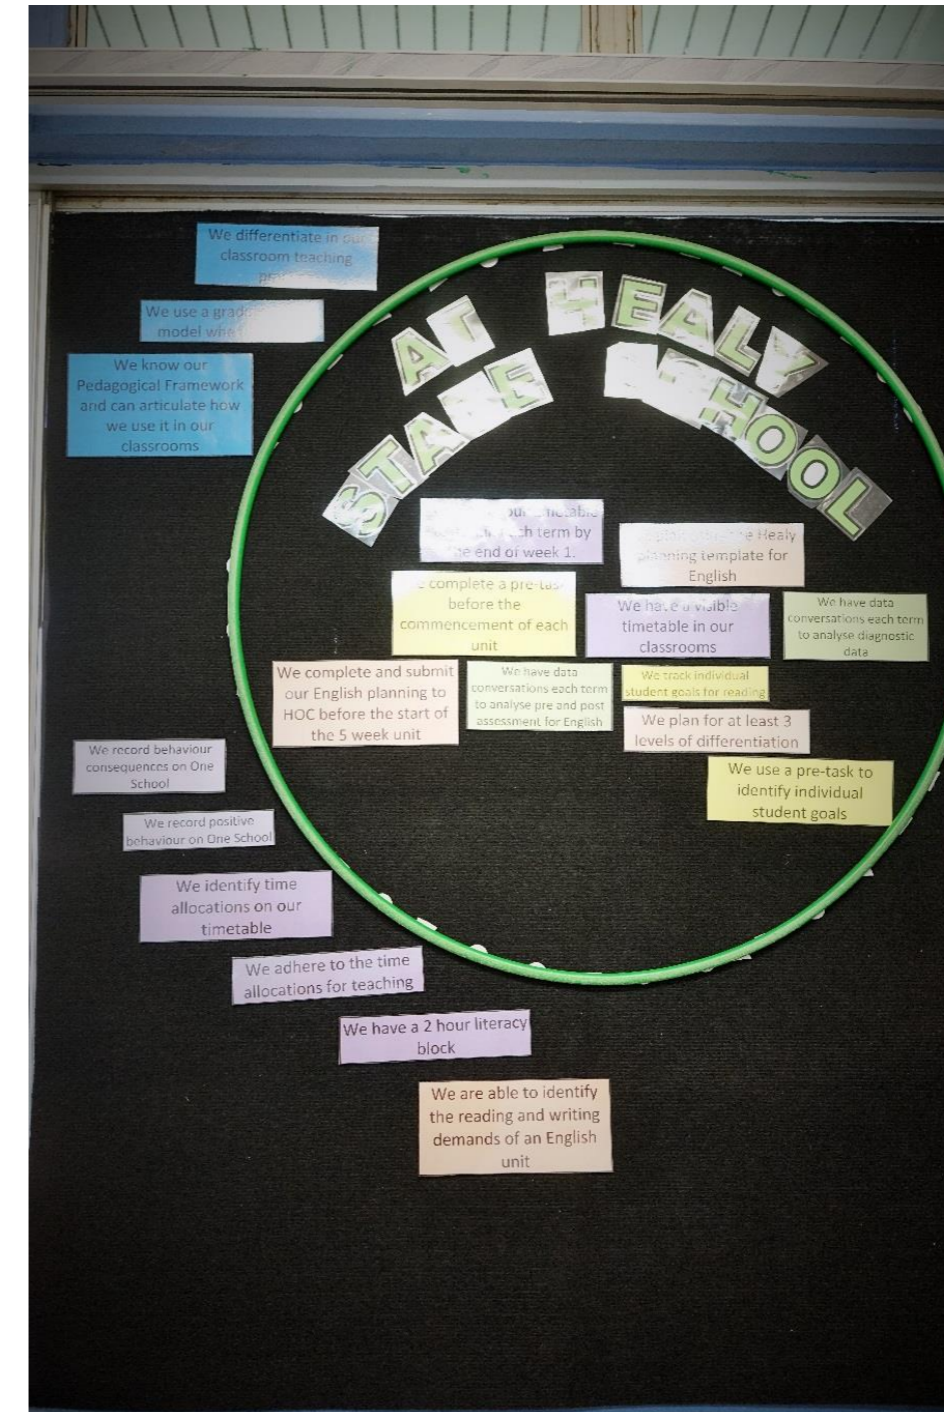 We differentiate in our
classroom teaching
We use a
model
We know our
Pedagogical Framework
and can articulate how
we use it in our
classrooms
AT HEALY
STATE SCHOOL
timetable
each term by
the end of week 1.
Healy
planning template for
English
complete a pre-task
before the
commencement of each
unit
We have a visible
timetable in our
classrooms
We have data
conversations each term
to analyse diagnostic
data
We complete and submit
our English planning to
HOC before the start of
the 5 week unit
We have data
conversations each term
to analyse pre and post
assessment for English
We track individual
student goals for reading
We plan for at least 3
levels of differentiation
We use a pre-task to
identify individual
student goals
We record behaviour
consequences on One
School
We record positive
behaviour on One School
We identify time
allocations on our
timetable
We adhere to the time
allocations for teaching
We have a 2 hour literacy
block
We are able to identify
the reading and writing
demands of an English
unit